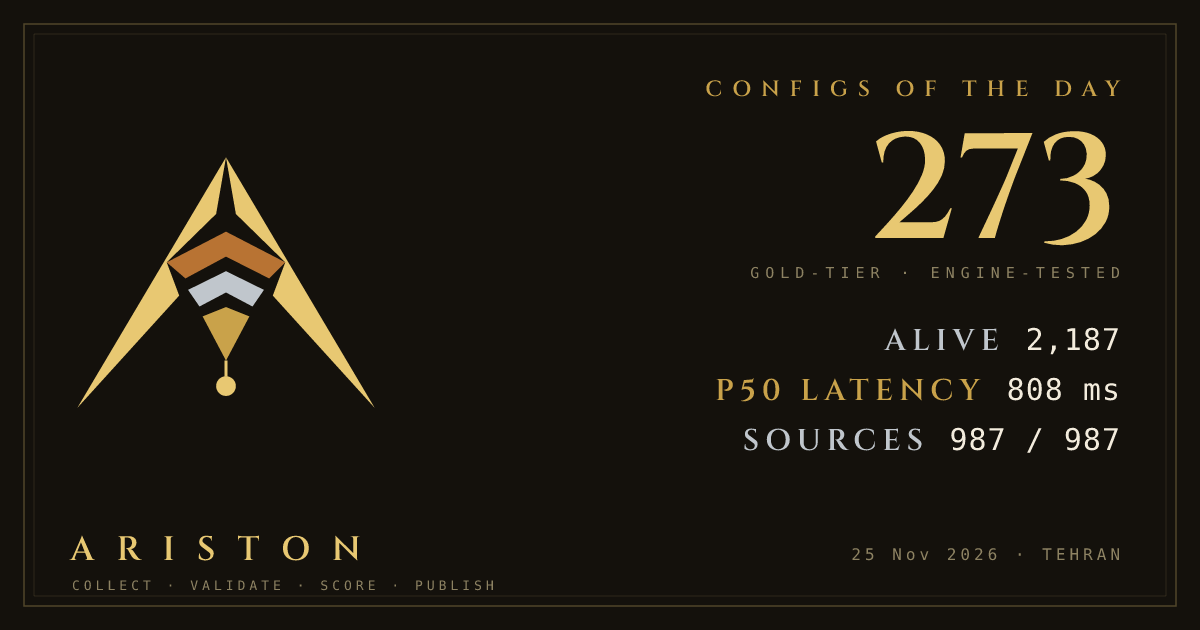 CONFIGS OF THE DAY
273
GOLD-TIER · ENGINE-TESTED
ALIVE 2,187
P50 LATENCY 808 ms
SOURCES 987 / 987
ARISTON
COLLECT · VALIDATE · SCORE · PUBLISH
25 Nov 2026 · TEHRAN